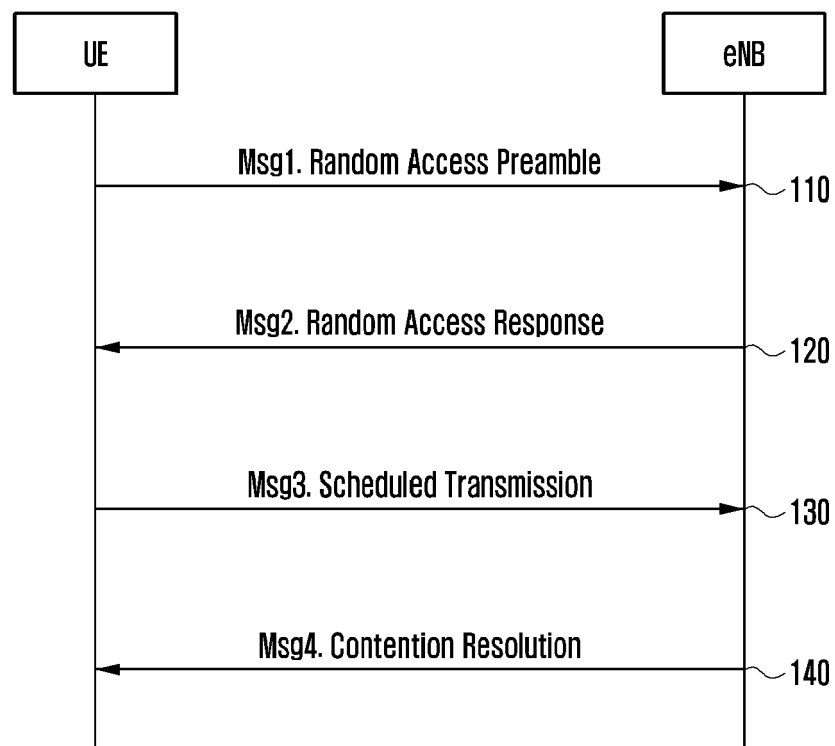 UE
eNB
Msg1. Random Access Preamble
110
Msg2. Random Access Response
120
Msg3. Scheduled Transmission
130
Msg4. Contention Resolution
140